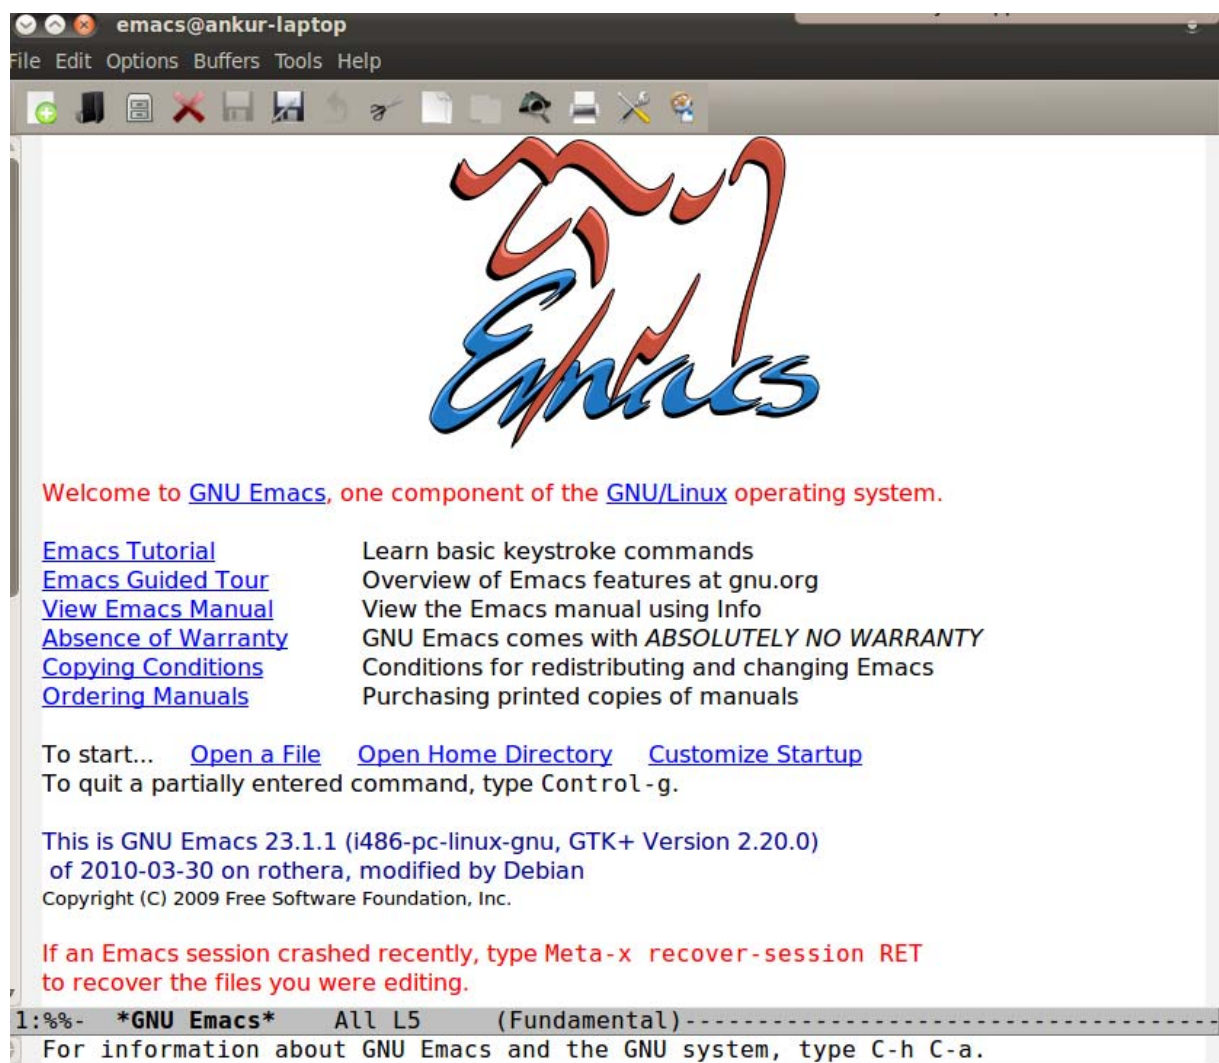 emacs@ankur-laptop
File Edit Options Buffers Tools Help
Emacs
Welcome to GNU Emacs, one component of the GNU/Linux operating system.
Emacs Tutorial Learn basic keystroke commands
Emacs Guided Tour Overview of Emacs features at gnu.org
View Emacs Manual View the Emacs manual using Info
Absence of Warranty GNU Emacs comes with ABSOLUTELY NO WARRANTY
Copying Conditions Conditions for redistributing and changing Emacs
Ordering Manuals Purchasing printed copies of manuals
To start... Open a File Open Home Directory Customize Startup
To quit a partially entered command, type Control-g.
This is GNU Emacs 23.1.1 (i486-pc-linux-gnu, GTK+ Version 2.20.0)
of 2010-03-30 on rothera, modified by Debian
Copyright (C) 2009 Free Software Foundation, Inc.
If an Emacs session crashed recently, type Meta-x recover-session RET
to recover the files you were editing.
1:%%- *GNU Emacs* All L5 (Fundamental)----------------------------------------
For information about GNU Emacs and the GNU system, type C-h C-a.